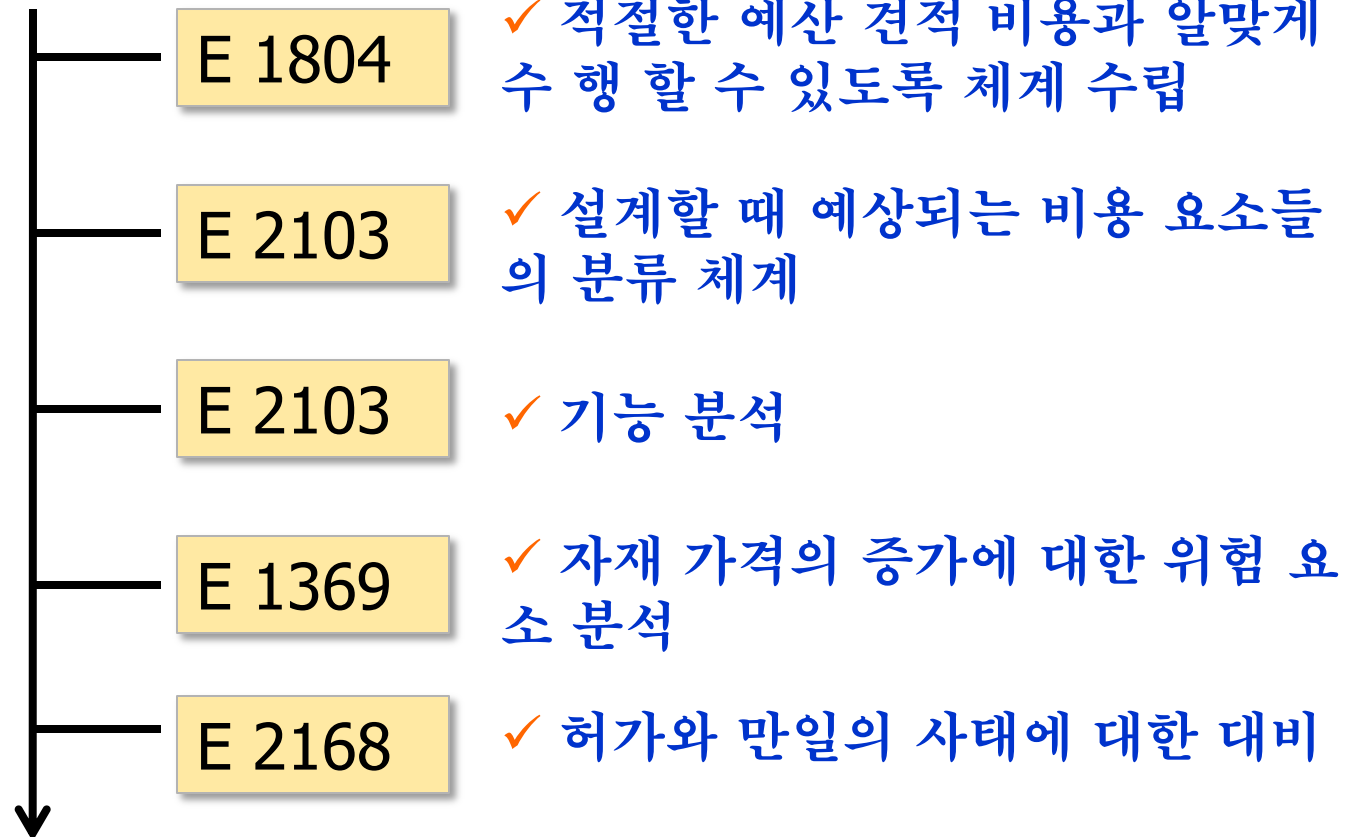 E 1804
✓ 적절한 예산 견적 비용과 알맞게
수 행 할 수 있도록 체계 수립
E 2103
✓ 설계할 때 예상되는 비용 요소들
의 분류 체계
E 2103
✓ 기능 분석
E 1369
✓ 자재 가격의 증가에 대한 위험 요
소 분석
E 2168
✓ 허가와 만일의 사태에 대한 대비